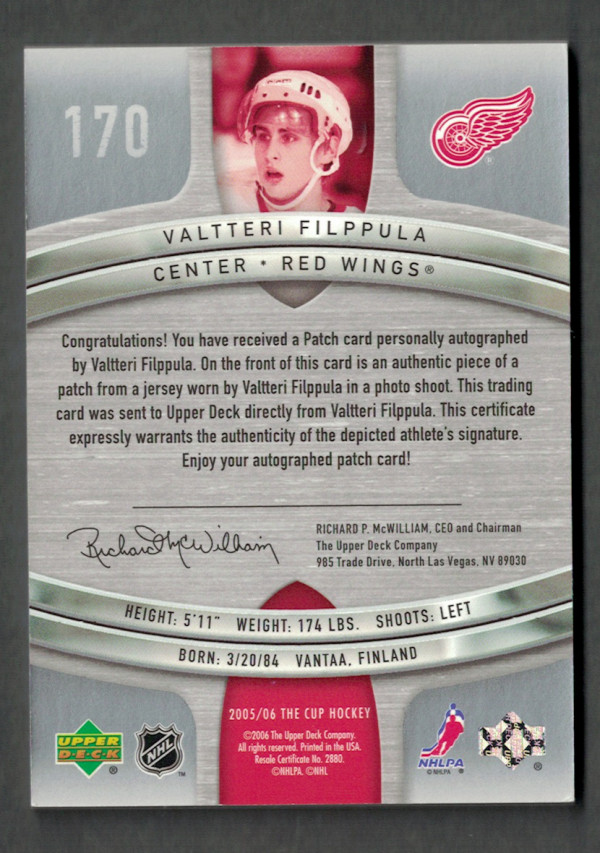 170
VALTTERI FILPPULA
CENTER * RED WINGS®
Congratulations! You have received a Patch card personally autographed
by Valtteri Filppula. On the front of this card is an authentic piece of a
patch from a jersey worn by Valtteri Filppula in a photo shoot. This trading
card was sent to Upper Deck directly from Valtteri Filppula. This certificate
expressly warrants the authenticity of the depicted athlete's signature.
Enjoy your autographed patch card!
Richard McWilliam
RICHARD P. McWILLIAM, CEO and Chairman
The Upper Deck Company
985 Trade Drive, North Las Vegas, NV 89030
HEIGHT: 5'11" WEIGHT: 174 LBS. SHOOTS: LEFT
BORN: 3/20/84 VANTAA, FINLAND
2005/06 THE CUP HOCKEY
©2006 The Upper Deck Company.
All rights reserved. Printed in the USA.
Resale Certificate No. 2880.
©NHLPA. ©NHL
UPPER
DECK ®
NHL ™
NHLPA
©NHLPA
®